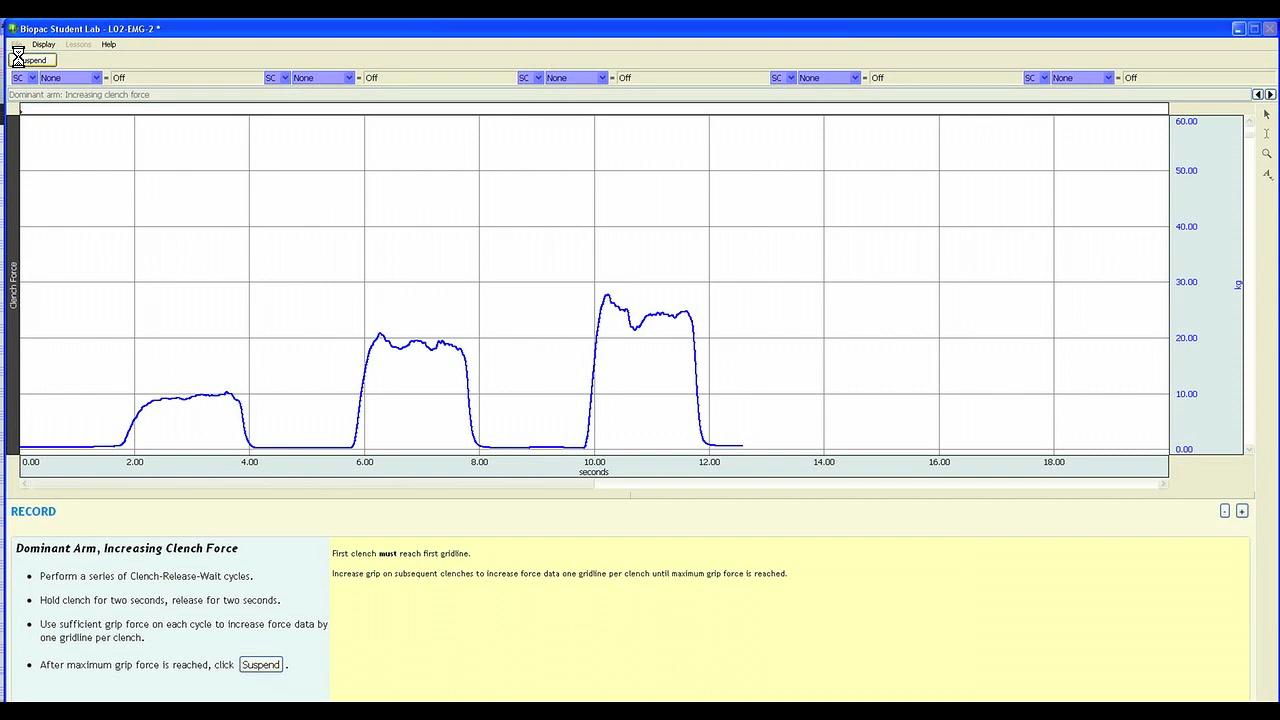 Biopac Student Lab - L02-EMG-2 *
Display Lessons Help
Suspend
SC None = Off SC None = Off SC None = Off SC None = Off SC None = Off
Dominant arm: Increasing clench force
60.00
50.00
40.00
30.00
20.00
10.00
0.00
kg
Clench Force
0.00 2.00 4.00 6.00 8.00 10.00 12.00 14.00 16.00 18.00
seconds
RECORD
- +
Dominant Arm, Increasing Clench Force
• Perform a series of Clench-Release-Wait cycles.
• Hold clench for two seconds, release for two seconds.
• Use sufficient grip force on each cycle to increase force data by
one gridline per clench.
• After maximum grip force is reached, click Suspend .
First clench must reach first gridline.
Increase grip on subsequent clenches to increase force data one gridline per clench until maximum grip force is reached.